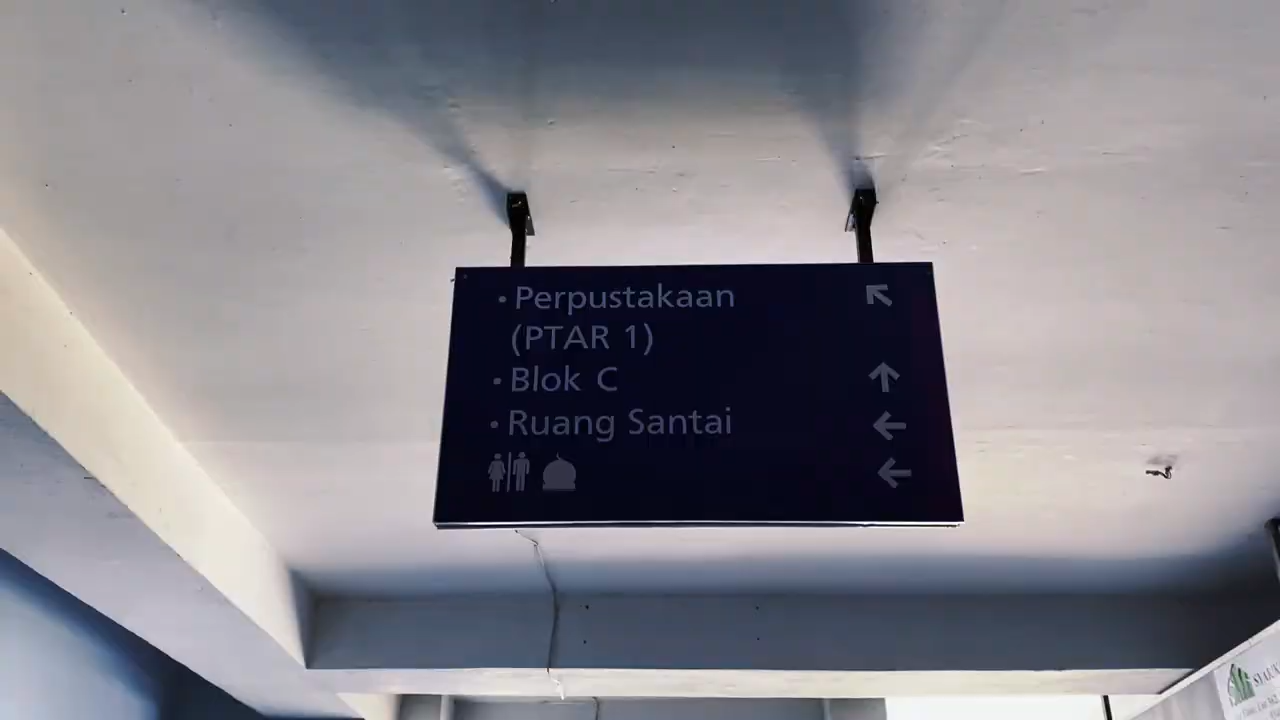 • Perpustakaan
(PTAR 1)
• Blok C
• Ruang Santai